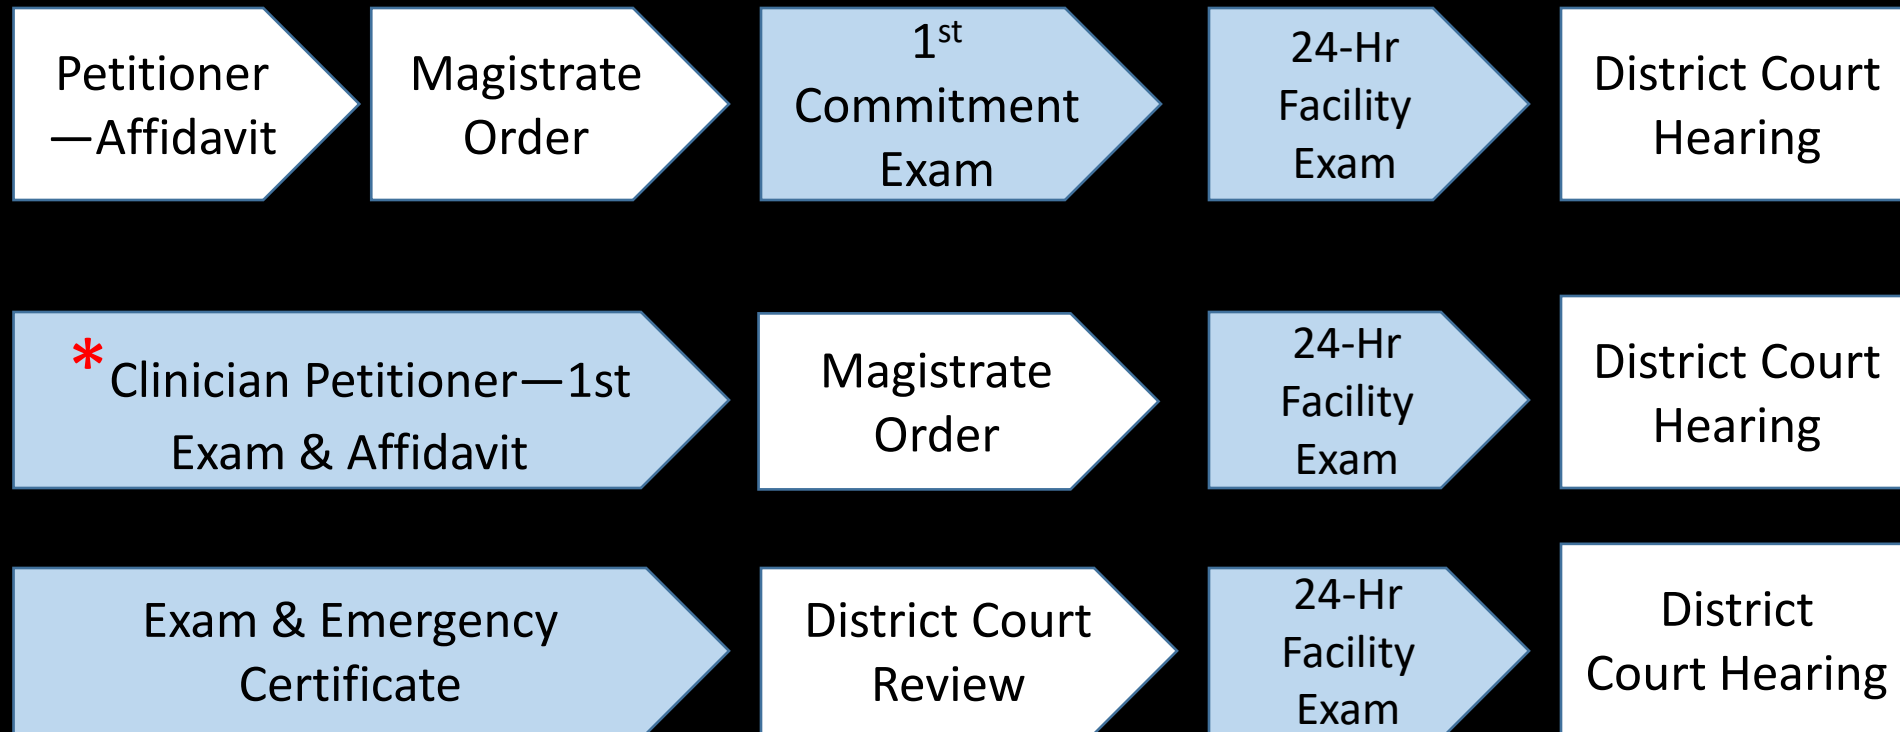 Petitioner
—Affidavit
Magistrate
Order
1st
Commitment
Exam
24-Hr
Facility
Exam
District Court
Hearing
*Clinician Petitioner—1st
Exam & Affidavit
Magistrate
Order
24-Hr
Facility
Exam
District Court
Hearing
Exam & Emergency
Certificate
District Court
Review
24-Hr
Facility
Exam
District
Court Hearing